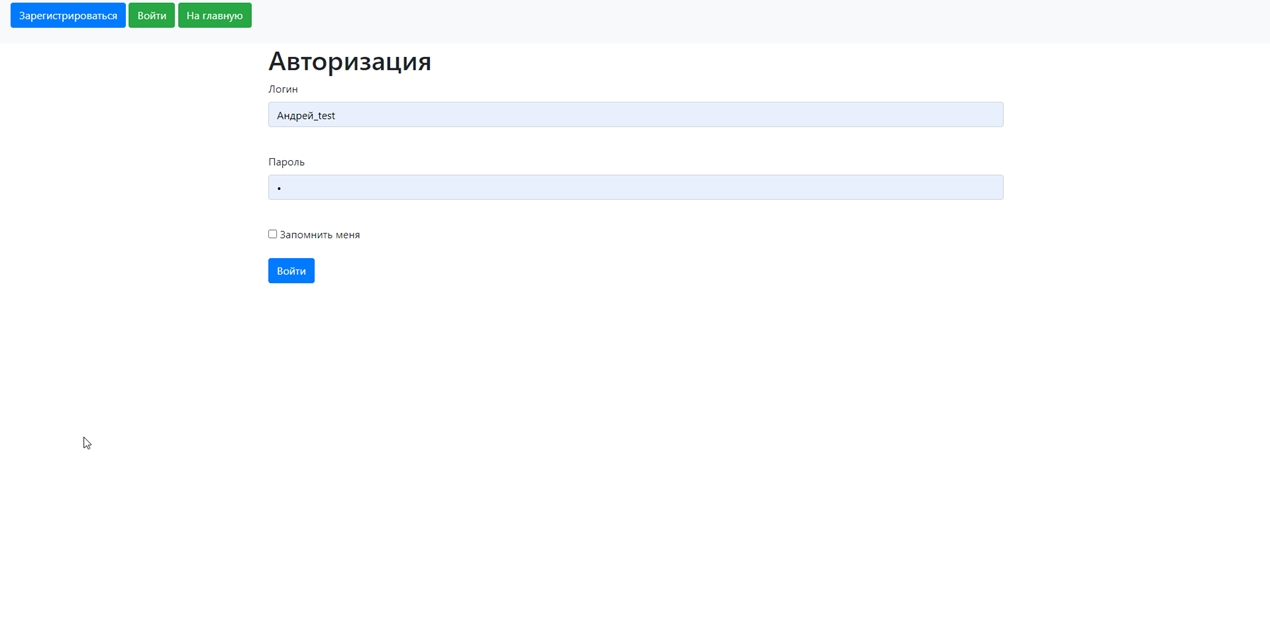 Зарегистрироваться Войти На главную
Авторизация
Логин
Андрей_test
Пароль
•
Запомнить меня
Войти